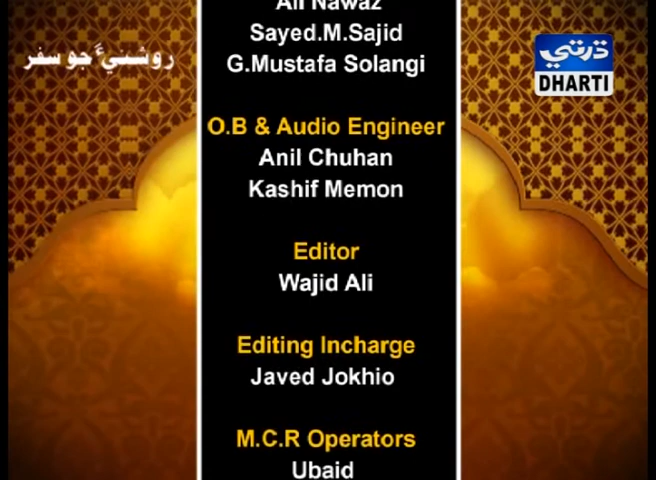 Ali Nawaz
Sayed.M.Sajid
G.Mustafa Solangi
روشنيءَ جو سفر
ڌرتي
DHARTI
O.B & Audio Engineer
Anil Chuhan
Kashif Memon
Editor
Wajid Ali
Editing Incharge
Javed Jokhio
M.C.R Operators
Ubaid